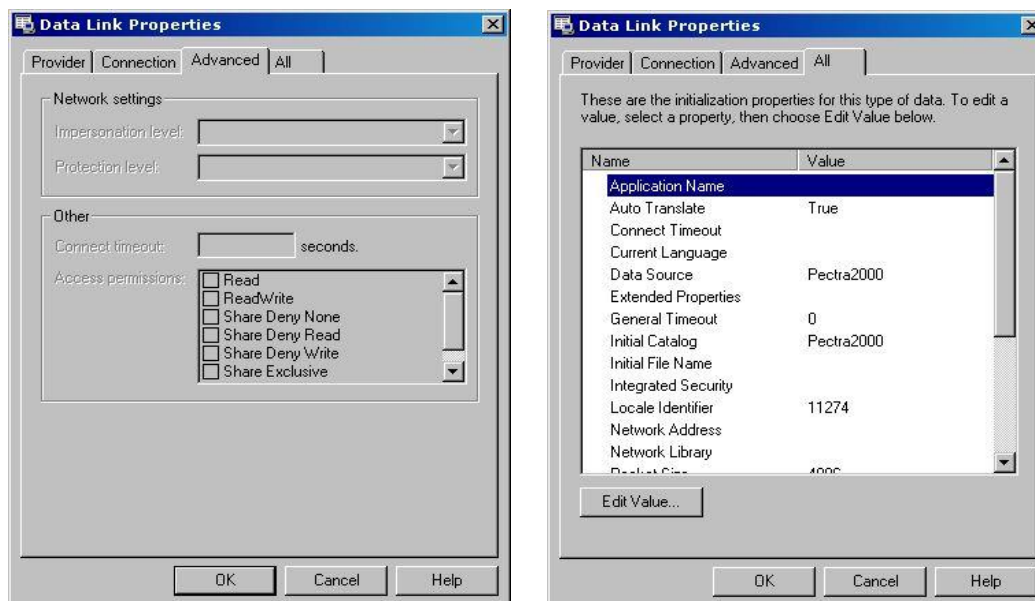 Data Link Properties
Provider Connection Advanced All
Network settings
Impersonation level:
Protection level:
Other
Connect timeout: seconds.
Access permissions: Read
ReadWrite
Share Deny None
Share Deny Read
Share Deny Write
Share Exclusive
OK Cancel Help
Data Link Properties
Provider Connection Advanced All
These are the initialization properties for this type of data. To edit a
value, select a property, then choose Edit Value below.
Name Value
Application Name
Auto Translate True
Connect Timeout
Current Language
Data Source Pectra2000
Extended Properties
General Timeout 0
Initial Catalog Pectra2000
Initial File Name
Integrated Security
Locale Identifier 11274
Network Address
Network Library
Edit Value...
OK Cancel Help